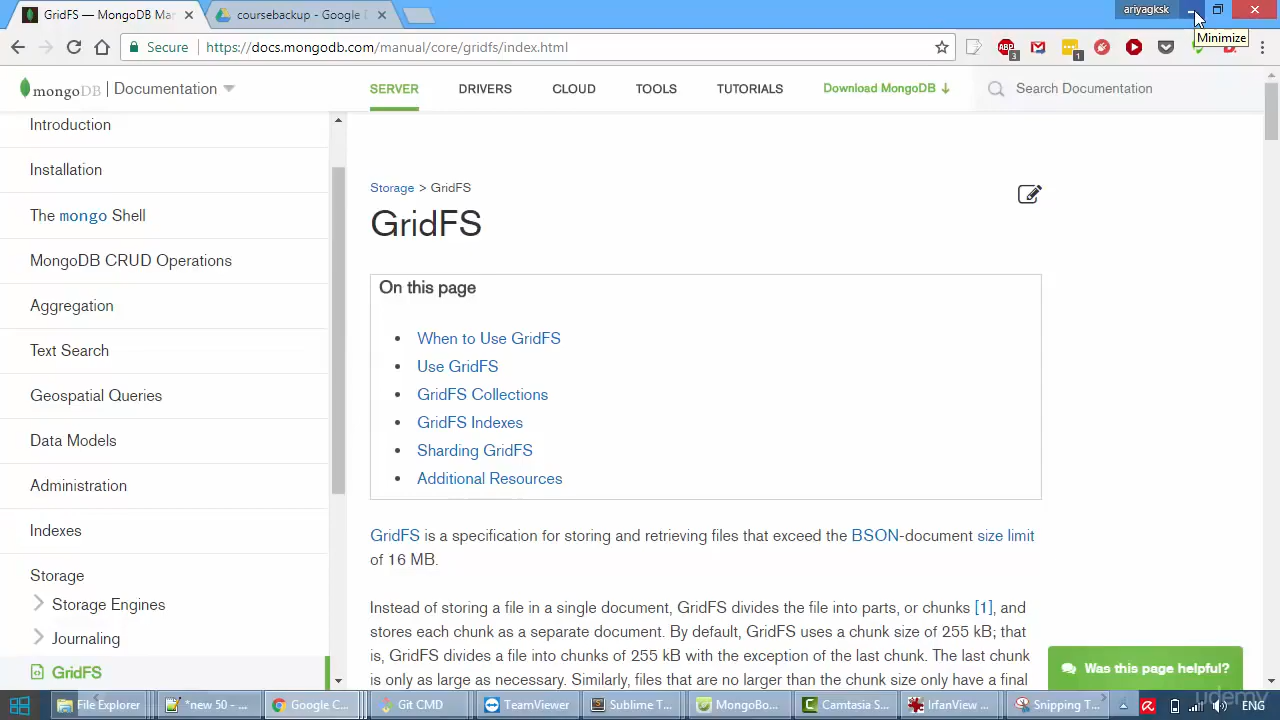 GridFS — MongoDB Ma
coursebackup - Google D
ariyagksk
Minimize
Secure
https://docs.mongodb.com/manual/core/gridfs/index.html
ABP
3
1
mongoDB | Documentation
SERVER
DRIVERS
CLOUD
TOOLS
TUTORIALS
Download MongoDB
Search Documentation
Introduction
Installation
The mongo Shell
MongoDB CRUD Operations
Aggregation
Text Search
Geospatial Queries
Data Models
Administration
Indexes
Storage
Storage Engines
Journaling
GridFS
Storage > GridFS
GridFS
On this page
When to Use GridFS
Use GridFS
GridFS Collections
GridFS Indexes
Sharding GridFS
Additional Resources
GridFS is a specification for storing and retrieving files that exceed the BSON-document size limit
of 16 MB.
Instead of storing a file in a single document, GridFS divides the file into parts, or chunks [1], and
stores each chunk as a separate document. By default, GridFS uses a chunk size of 255 kB; that
is, GridFS divides a file into chunks of 255 kB with the exception of the last chunk. The last chunk
is only as large as necessary. Similarly, files that are no larger than the chunk size only have a final
Was this page helpful?
File Explorer
*new 50 - ...
Google C...
Git CMD
TeamViewer
Sublime T...
MongoBo...
Camtasia S...
IrfanView ...
Snipping T...
ENG
udemy